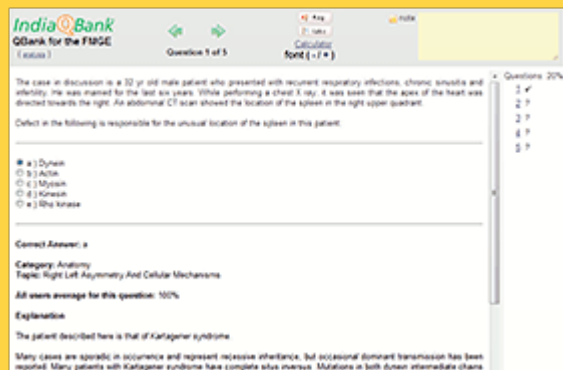 IndiaQBank
QBank for the FMGE
Question 1 of 5
Calculator
font ( - / + )
note
The case in discussion is a 32 yr old male patient who presented with recurrent respiratory infections, chronic sinusitis and
infertility. He was married for the last six years. While performing a chest X ray, it was seen that the apex of the heart was
directed towards the right. An abdominal CT scan showed the location of the spleen in the right upper quadrant.
Defect in the following is responsible for the unusual location of the spleen in this patient:
a ) Dynein
b ) Actin
c ) Myosin
d ) Kinesin
e ) Rho kinase
Questions: 20%
1 ✔
2 ?
3 ?
4 ?
5 ?
Correct Answer: a
Category: Anatomy
Topic: Right Left Asymmetry And Cellular Mechanisms
All users average for this question: 100%
Explanation
The patient described here is that of Kartagener syndrome.
Many cases are sporadic in occurrence and represent recessive inheritance, but occasional dominant transmission has been
reported. Many patients with Kartagener syndrome have complete situs inversus. Mutations in both dynein intermediate chains